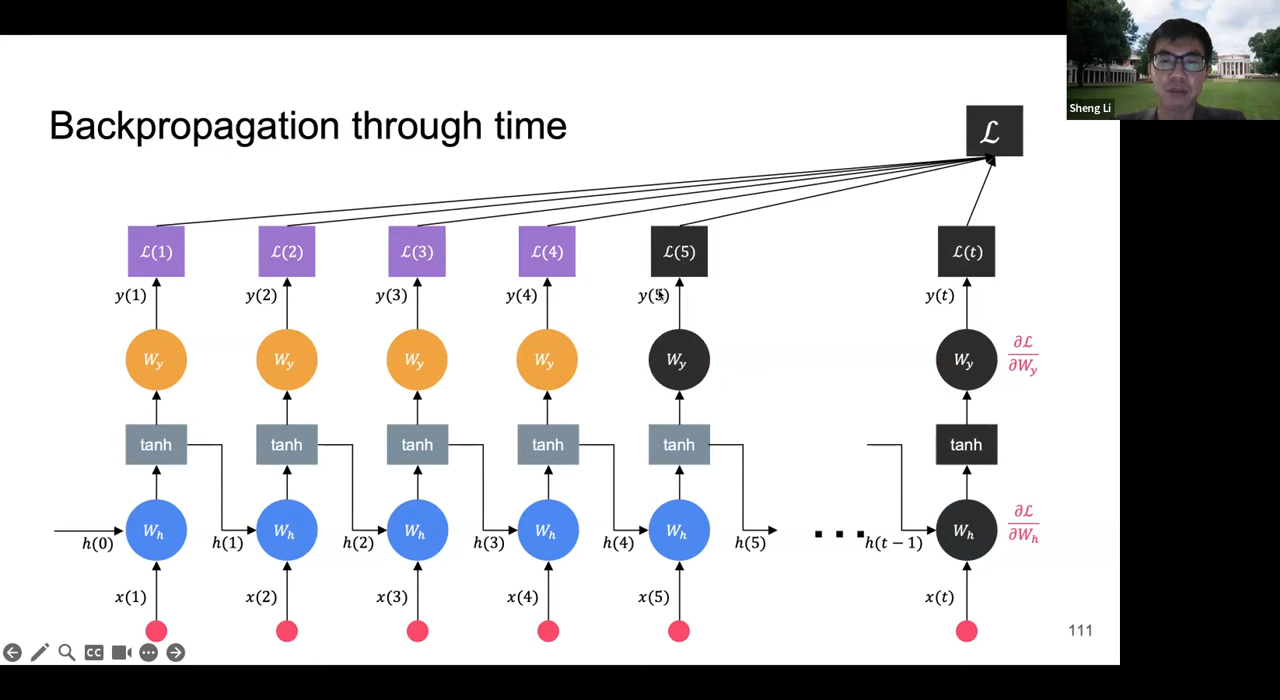 Sheng Li
Backpropagation through time
ℒ
ℒ(1) ℒ(2) ℒ(3) ℒ(4) ℒ(5) ℒ(t)
y(1) y(2) y(3) y(4) y(5) y(t)
W_y W_y W_y W_y W_y W_y ∂ℒ/∂W_y
tanh tanh tanh tanh tanh tanh
W_h W_h W_h W_h W_h W_h ∂ℒ/∂W_h
h(0) h(1) h(2) h(3) h(4) h(5) ... h(t − 1)
x(1) x(2) x(3) x(4) x(5) x(t)
111
CC